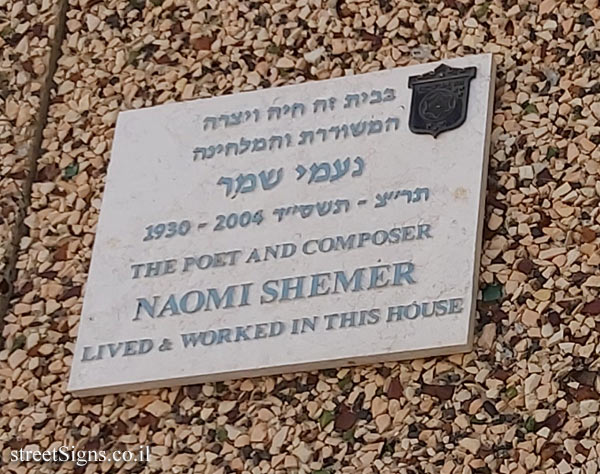 בבית זה חיה ויצרה
המשוררת והמלחינה
נעמי שמר
תר״צ - תשס״ד 2004 - 1930
THE POET AND COMPOSER
NAOMI SHEMER
LIVED & WORKED IN THIS HOUSE
streetSigns.co.il